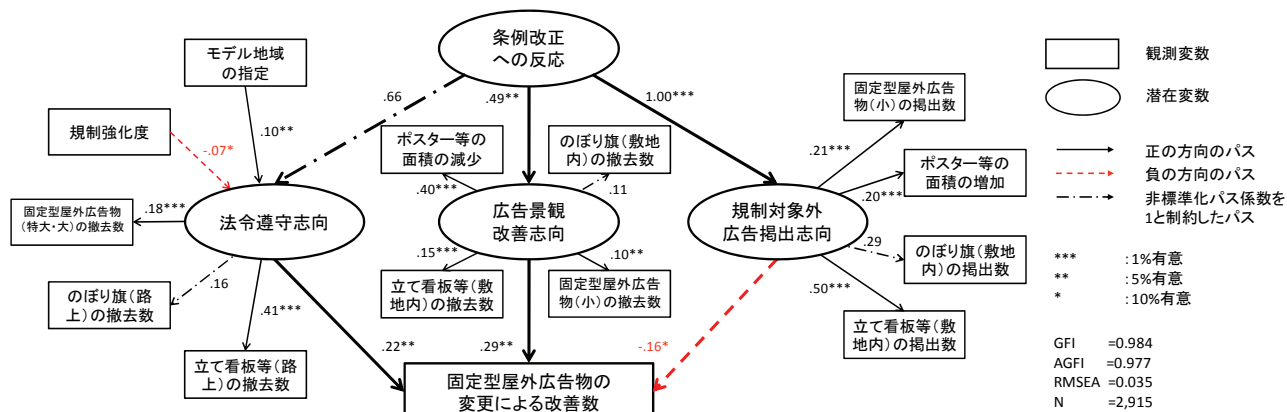 条例改正
への反応
モデル地域
の指定
規制強化度
.10**
-.07*
.66
.49**
1.00***
固定型屋外広告
物(小)の掲出数
ポスター等の
面積の減少
のぼり旗(敷地
内)の撤去数
.21***
ポスター等の
面積の増加
.40***
.11
.20***
固定型屋外広告物
(特大・大)の撤去数
.18***
法令遵守志向
広告景観
改善志向
規制対象外
広告掲出志向
.15***
.10**
.29
のぼり旗(敷地
内)の掲出数
のぼり旗(路
上)の撤去数
.16
立て看板等(敷
地内)の撤去数
固定型屋外広告
物(小)の撤去数
.41***
.50***
立て看板等(敷
地内)の掲出数
立て看板等(路
上)の撤去数
.22**
.29**
-.16*
固定型屋外広告物の
変更による改善数
観測変数
潜在変数
正の方向のパス
負の方向のパス
非標準化パス係数を
1と制約したパス
*** :1%有意
** :5%有意
* :10%有意
GFI =0.984
AGFI =0.977
RMSEA =0.035
N =2,915